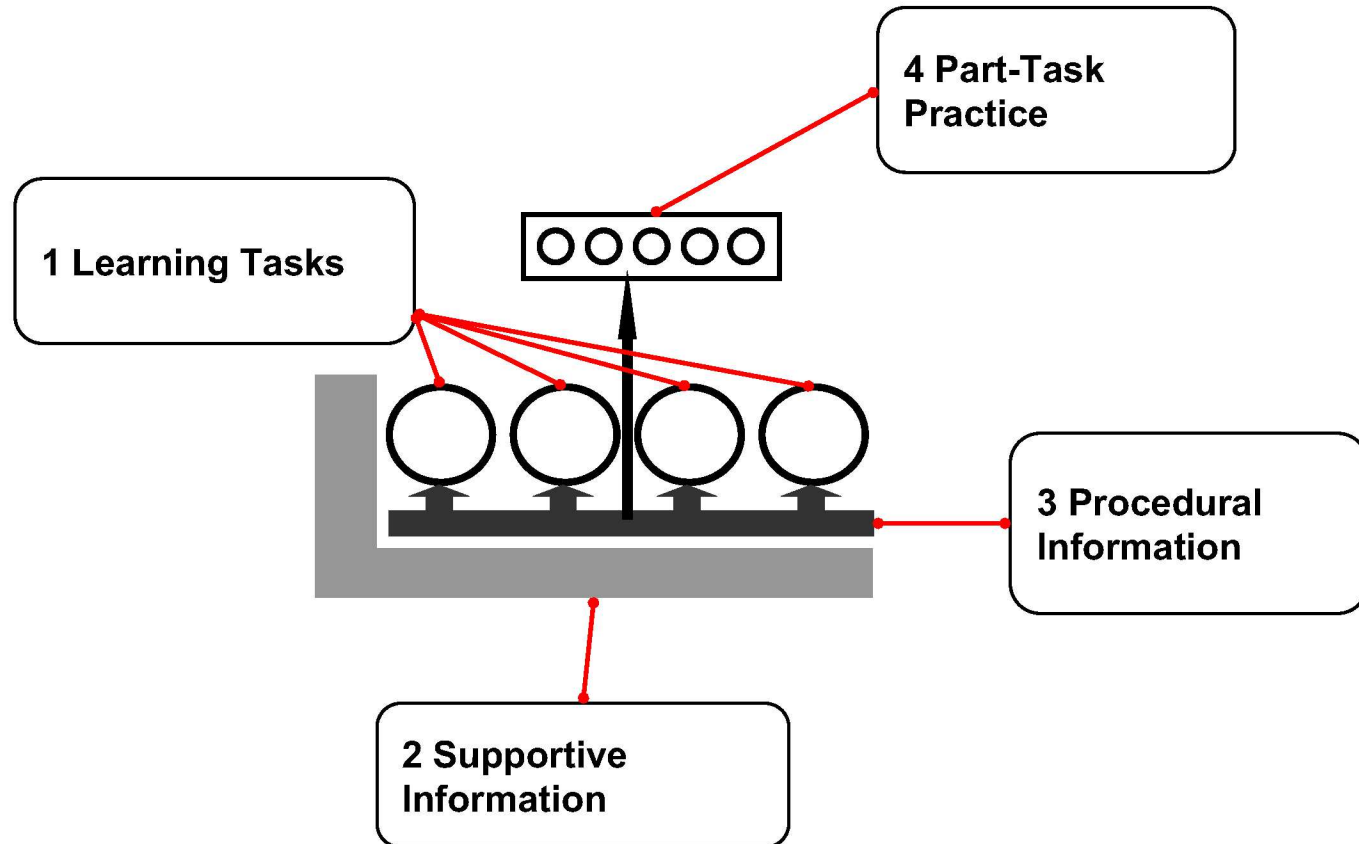 4 Part-Task
Practice
1 Learning Tasks
3 Procedural
Information
2 Supportive
Information